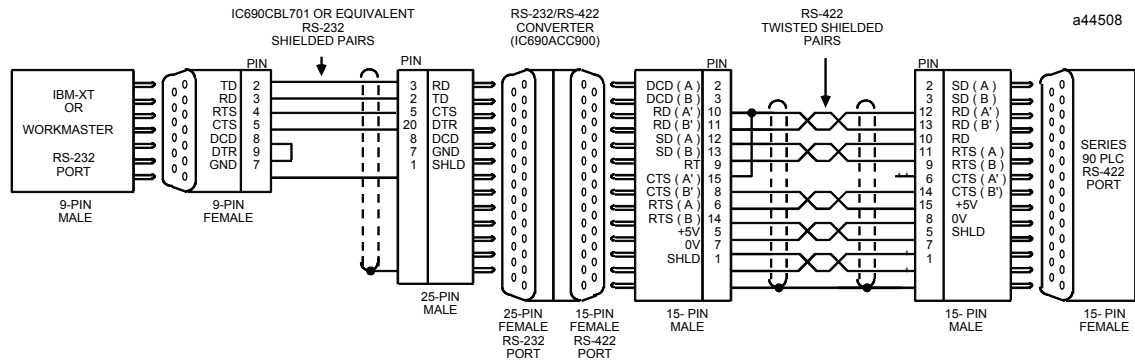 IC690CBL701 OR EQUIVALENT
RS-232
SHIELDED PAIRS
RS-232/RS-422
CONVERTER
(IC690ACC900)
RS-422
TWISTED SHIELDED
PAIRS
a44508
IBM-XT
OR
WORKMASTER
RS-232
PORT
9-PIN
MALE
PIN
TD 2
RD 3
RTS 4
CTS 5
DCD 8
DTR 9
GND 7
9-PIN
FEMALE
PIN
3 RD
2 TD
5 CTS
20 DTR
8 DCD
7 GND
1 SHLD
25-PIN
MALE
25-PIN
FEMALE
RS-232
PORT
15-PIN
FEMALE
RS-422
PORT
PIN
DCD ( A ) 2
DCD ( B ) 3
RD ( A' ) 10
RD ( B' ) 11
SD ( A ) 12
SD ( B ) 13
RT 9
CTS ( A' ) 15
CTS ( B' ) 8
RTS ( A ) 6
RTS ( B ) 14
+5V 5
0V 7
SHLD 1
15- PIN
MALE
PIN
2 SD ( A )
3 SD ( B )
12 RD ( A' )
13 RD ( B' )
10 RD
11 RTS ( A )
9 RTS ( B )
6 CTS ( A' )
14 CTS ( B' )
15 +5V
8 0V
5 SHLD
7
1
15- PIN
MALE
SERIES
90 PLC
RS-422
PORT
15- PIN
FEMALE